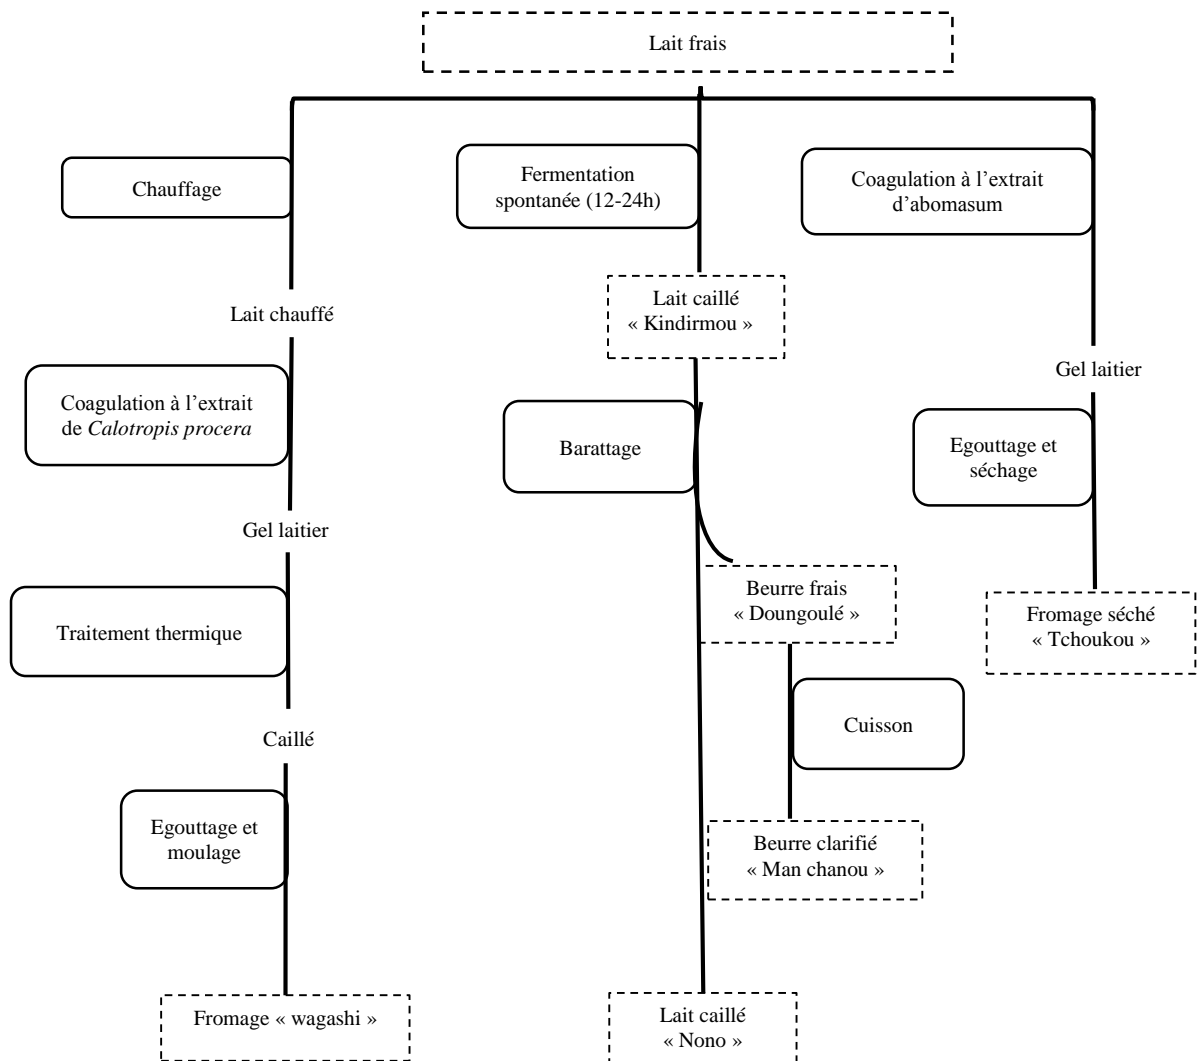 Lait frais
Chauffage
Fermentation
spontanée (12-24h)
Coagulation à l’extrait
d’abomasum
Lait chauffé
Lait caillé
« Kindirmou »
Gel laitier
Coagulation à l’extrait
de Calotropis procera
Barattage
Egouttage et
séchage
Gel laitier
Beurre frais
« Doungoulé »
Fromage séché
« Tchoukou »
Traitement thermique
Caillé
Cuisson
Egouttage et
moulage
Beurre clarifié
« Man chanou »
Fromage « wagashi »
Lait caillé
« Nono »